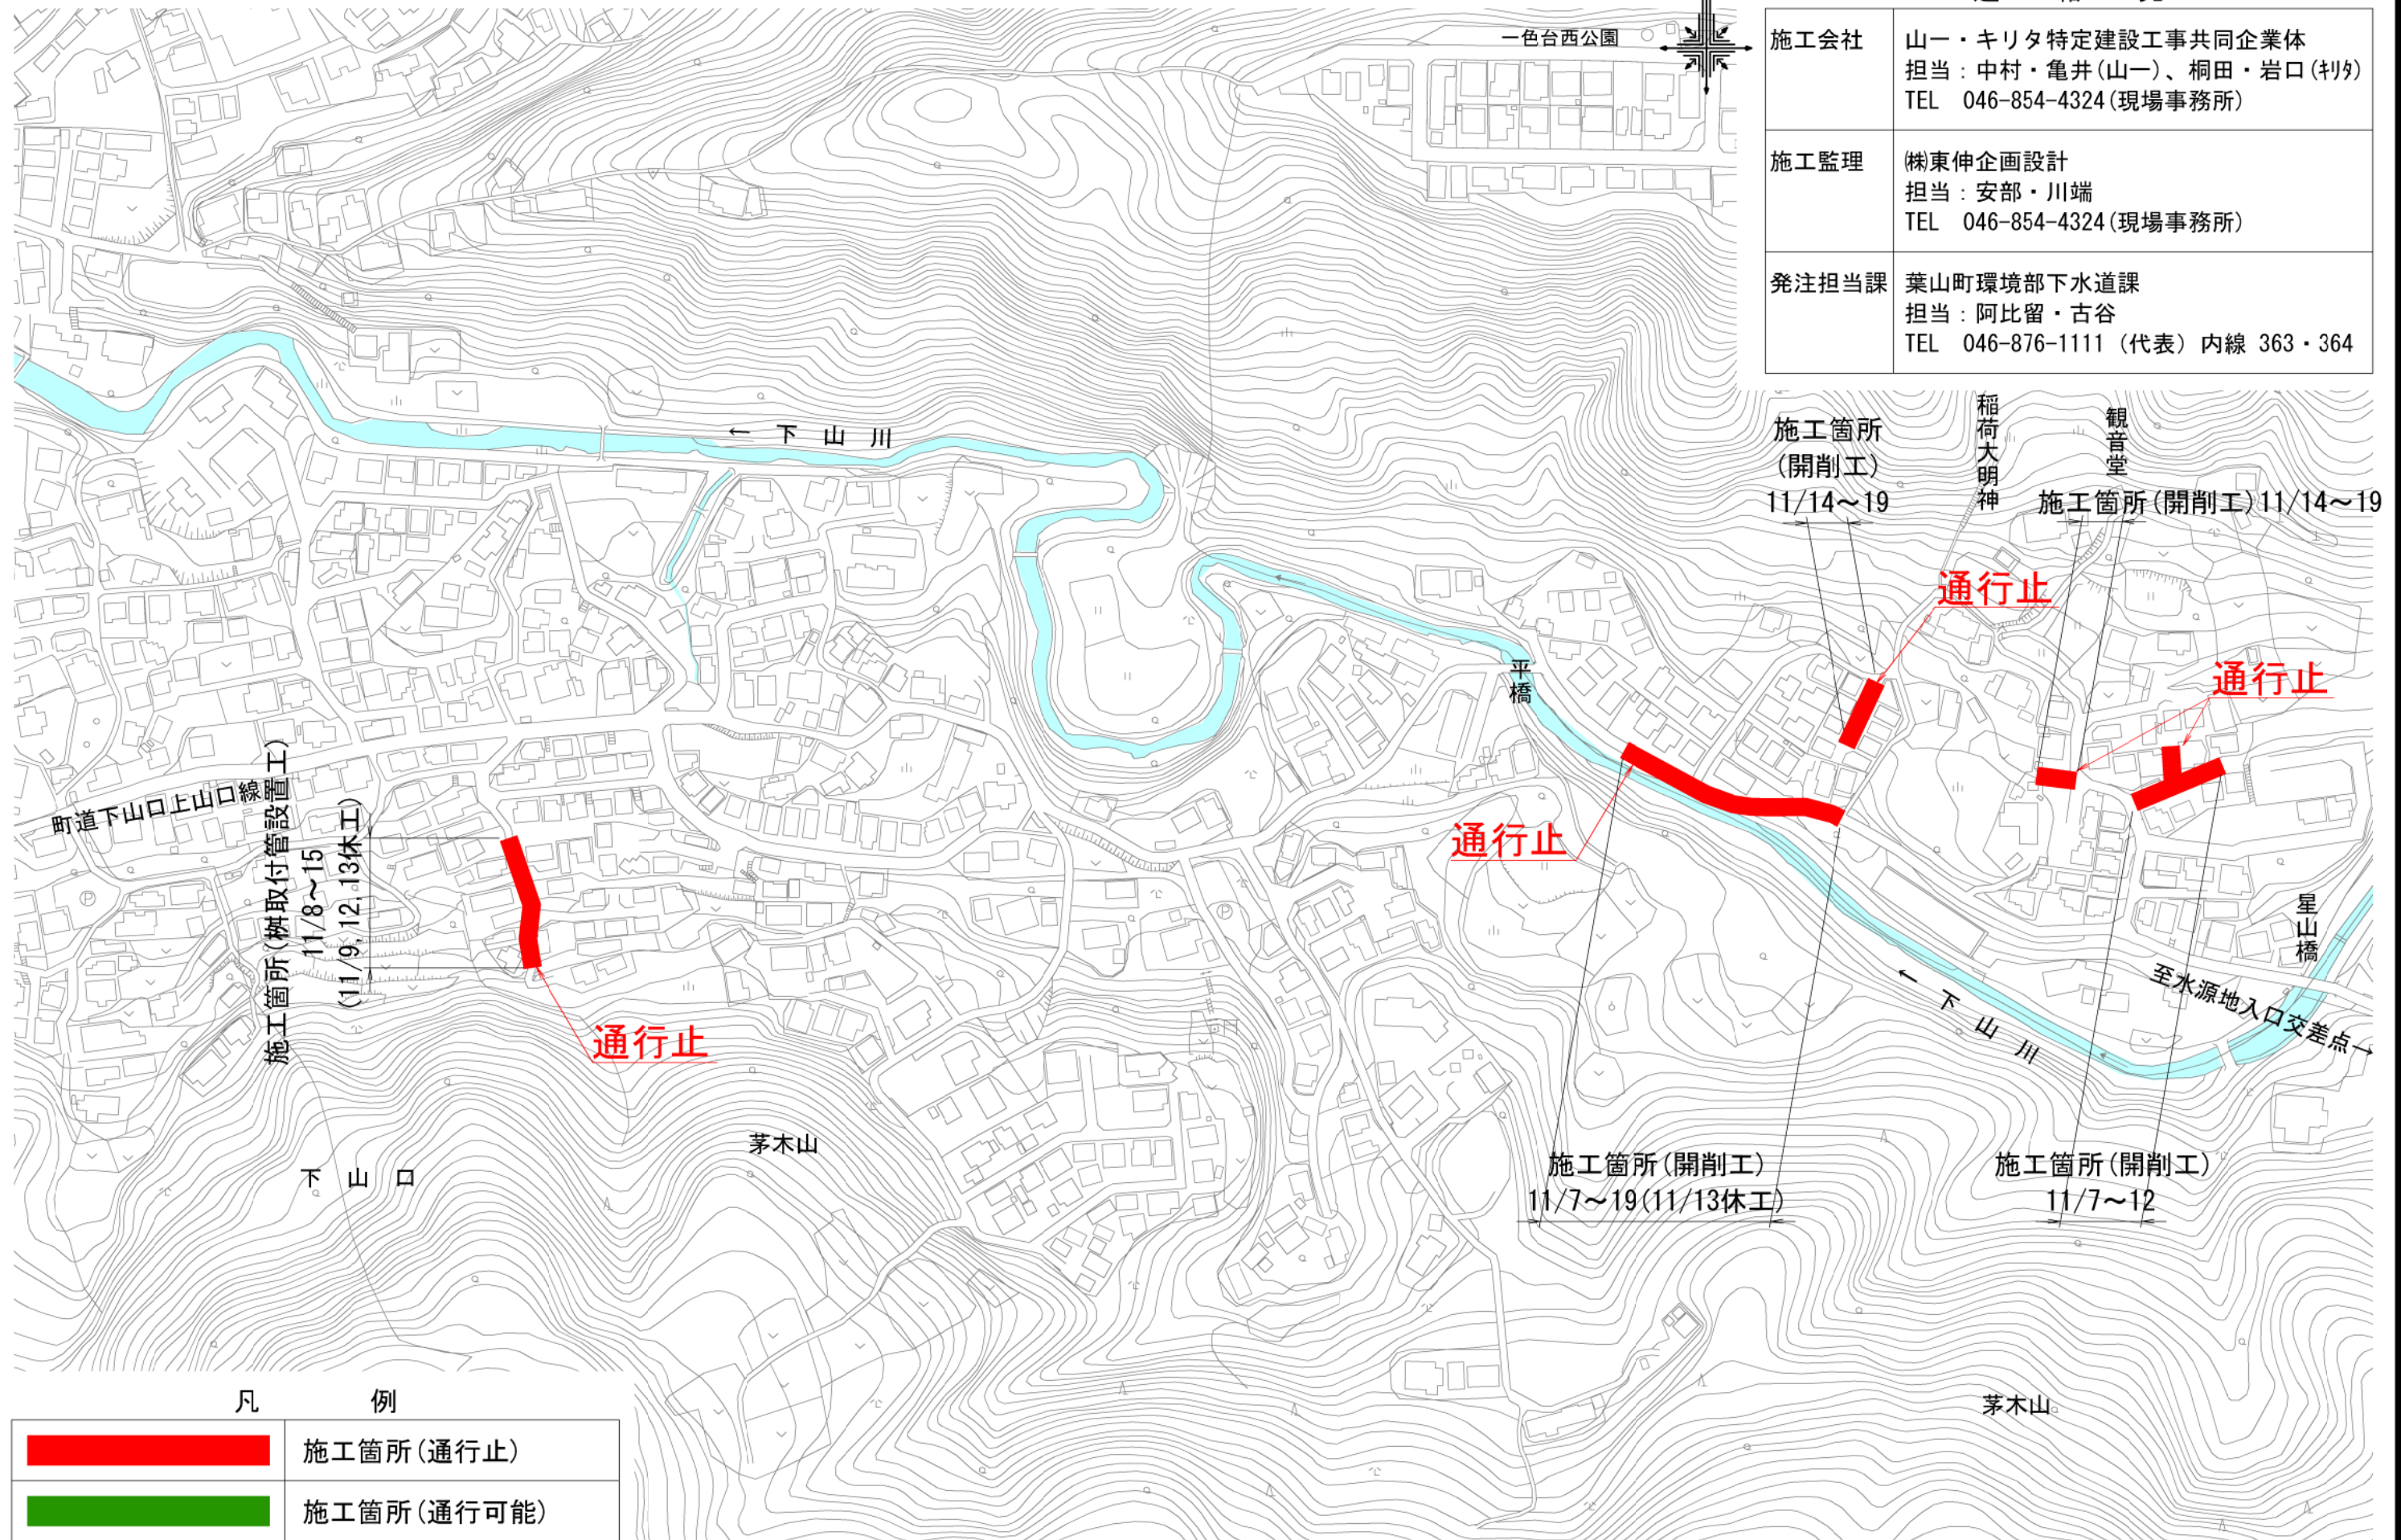 一色台西公園
施工会社
山一・キリタ特定建設工事共同企業体
担当：中村・亀井(山一)、桐田・岩口(ｷﾘﾀ)
TEL　046-854-4324(現場事務所)
施工監理
㈱東伸企画設計
担当：安部・川端
TEL　046-854-4324(現場事務所)
発注担当課
葉山町環境部下水道課
担当：阿比留・古谷
TEL　046-876-1111（代表）内線 363・364
施工箇所
(開削工)
11/14～19
稲荷大明神
観音堂
施工箇所(開削工)11/14～19
← 下 山 川
通行止
通行止
平橋
通行止
町道下山口上山口線
施工箇所(桝取付管設置工)
11/8～15
(11/9,12,13休工)
通行止
星山橋
至水源地入口交差点→
← 下 山 川
Ⓟ
Ⓟ
茅木山
下 山 口
施工箇所(開削工)
11/7～19(11/13休工)
施工箇所(開削工)
11/7～12
茅木山
凡　例
施工箇所(通行止)
施工箇所(通行可能)